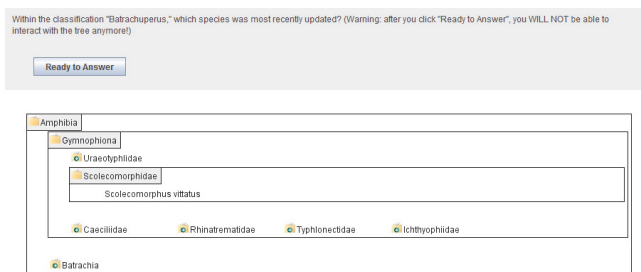 Within the classification "Batrachuperus," which species was most recently updated? (Warning: after you click "Ready to Answer", you WILL NOT be able to
interact with the tree anymore!)
Ready to Answer
Amphibia
Gymnophiona
Uraeotyphlidae
Scolecomorphidae
Scolecomorphus vittatus
Caeciliidae Rhinatrematidae Typhlonectidae Ichthyophiidae
Batrachia